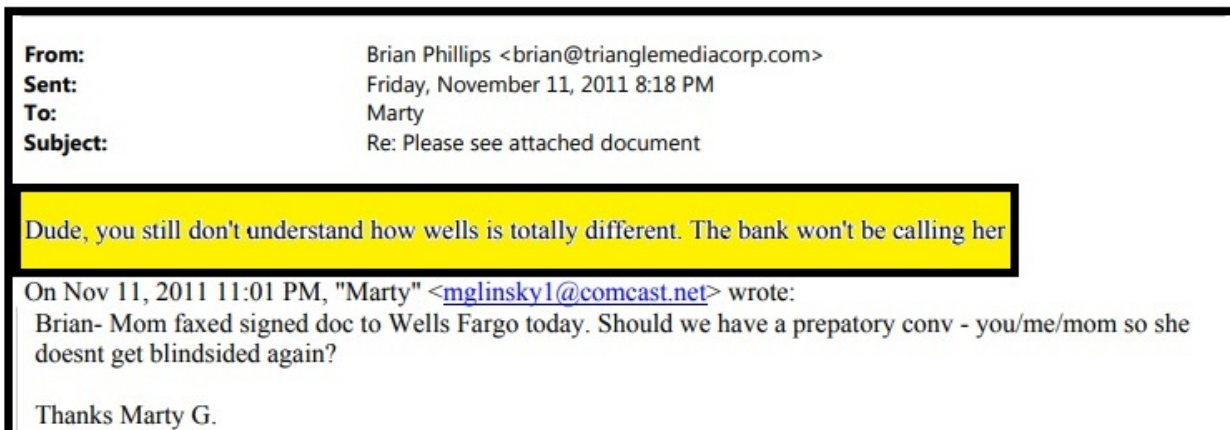 From: Brian Phillips <brian@trianglemediacorp.com>
Sent: Friday, November 11, 2011 8:18 PM
To: Marty
Subject: Re: Please see attached document
Dude, you still don't understand how wells is totally different. The bank won't be calling her
On Nov 11, 2011 11:01 PM, "Marty" <mglinsky1@comcast.net> wrote:
Brian- Mom faxed signed doc to Wells Fargo today. Should we have a prepatory conv - you/me/mom so she
doesnt get blindsided again?
Thanks Marty G.